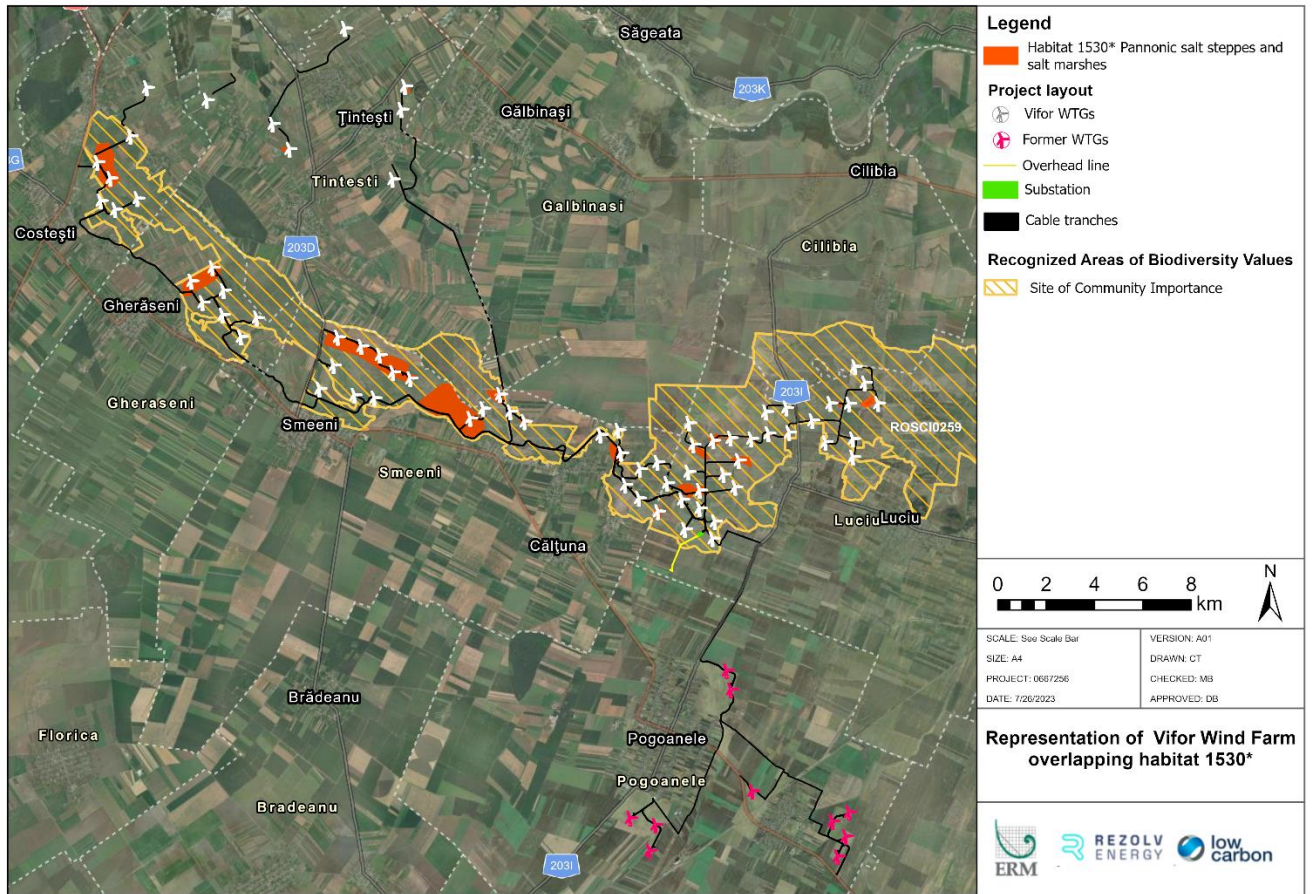 Săgeata
203K
Ţinteşti
Gălbinaşi
3G
Cilibia
Tintesti
Galbinasi
Costeşti
203D
Cilibia
Gherăseni
203I
Gheraseni
Smeeni
ROSCI0259
Smeeni
Luciu
Luciu
Călţuna
Brădeanu
Florica
Pogoanele
Pogoanele
Bradeanu
203I
Legend
Habitat 1530* Pannonic salt steppes and
salt marshes
Project layout
Vifor WTGs
Former WTGs
Overhead line
Substation
Cable tranches
Recognized Areas of Biodiversity Values
Site of Community Importance
0 2 4 6 8
km
N
SCALE: See Scale Bar
VERSION: A01
SIZE: A4
DRAWN: CT
PROJECT: 0667256
CHECKED: MB
DATE: 7/26/2023
APPROVED: DB
Representation of Vifor Wind Farm
overlapping habitat 1530*
ERM
REZOLV
ENERGY
low
carbon